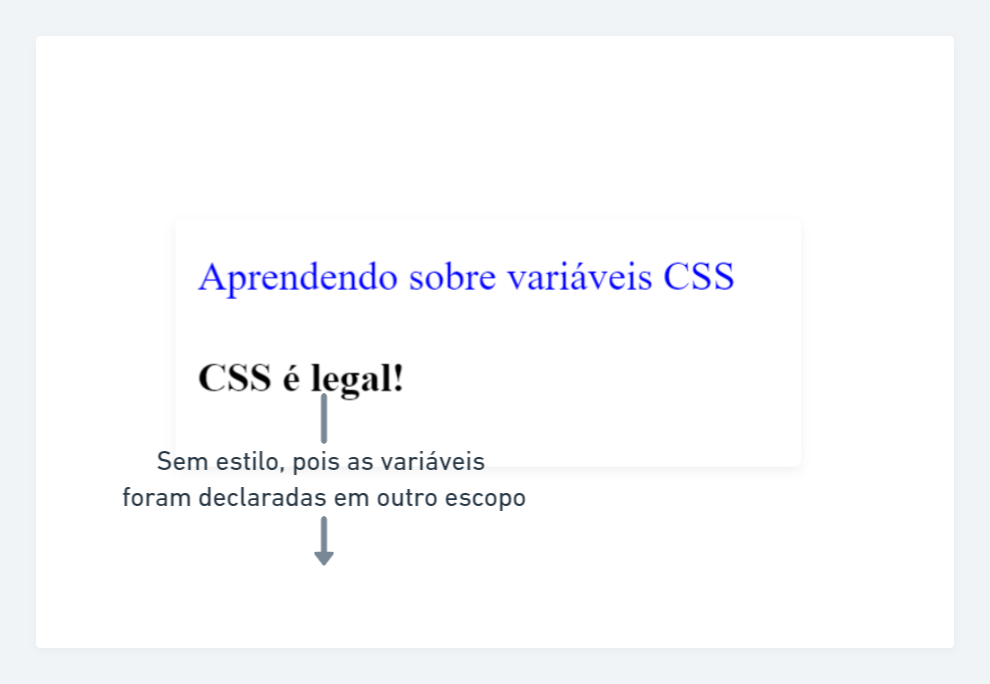 Aprendendo sobre variáveis CSS
CSS é legal!
Sem estilo, pois as variáveis
foram declaradas em outro escopo